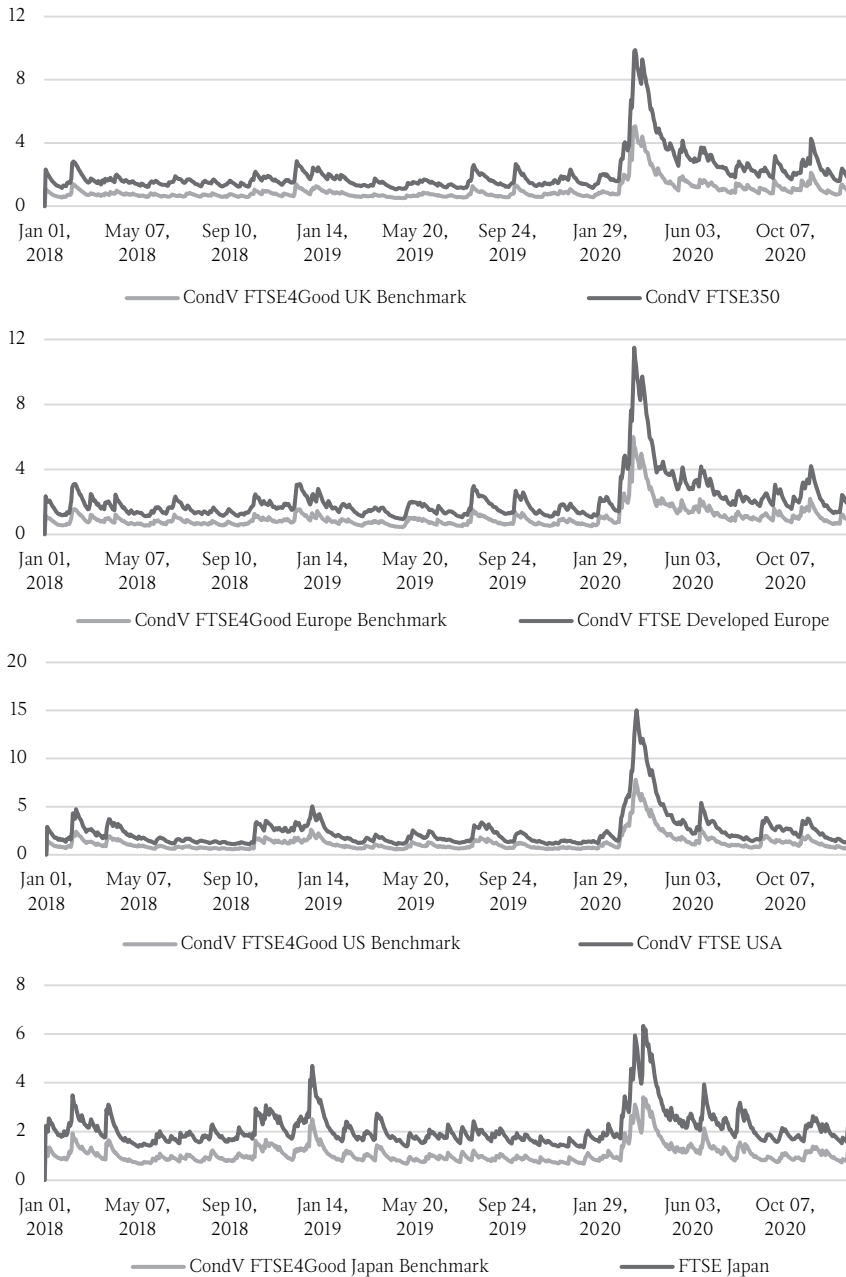 12
8
4
0
Jan 01, May 07, Sep 10, Jan 14, May 20, Sep 24, Jan 29, Jun 03, Oct 07,
2018 2018 2018 2019 2019 2019 2020 2020 2020
CondV FTSE4Good UK Benchmark CondV FTSE350
12
8
4
0
Jan 01, May 07, Sep 10, Jan 14, May 20, Sep 24, Jan 29, Jun 03, Oct 07,
2018 2018 2018 2019 2019 2019 2020 2020 2020
CondV FTSE4Good Europe Benchmark CondV FTSE Developed Europe
20
15
10
5
0
Jan 01, May 07, Sep 10, Jan 14, May 20, Sep 24, Jan 29, Jun 03, Oct 07,
2018 2018 2018 2019 2019 2019 2020 2020 2020
CondV FTSE4Good US Benchmark CondV FTSE USA
8
6
4
2
0
Jan 01, May 07, Sep 10, Jan 14, May 20, Sep 24, Jan 29, Jun 03, Oct 07,
2018 2018 2018 2019 2019 2019 2020 2020 2020
CondV FTSE4Good Japan Benchmark FTSE Japan